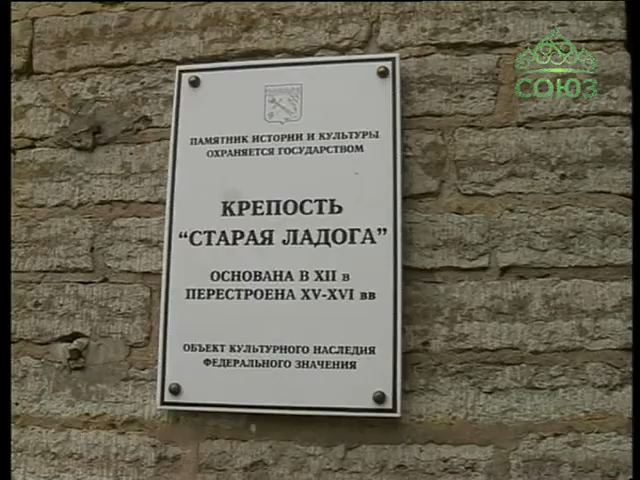 СОЮЗ
ПАМЯТНИК ИСТОРИИ И КУЛЬТУРЫ
ОХРАНЯЕТСЯ ГОСУДАРСТВОМ
КРЕПОСТЬ
"СТАРАЯ ЛАДОГА"
ОСНОВАНА В XII в
ПЕРЕСТРОЕНА XV-XVI вв
ОБЪЕКТ КУЛЬТУРНОГО НАСЛЕДИЯ
ФЕДЕРАЛЬНОГО ЗНАЧЕНИЯ